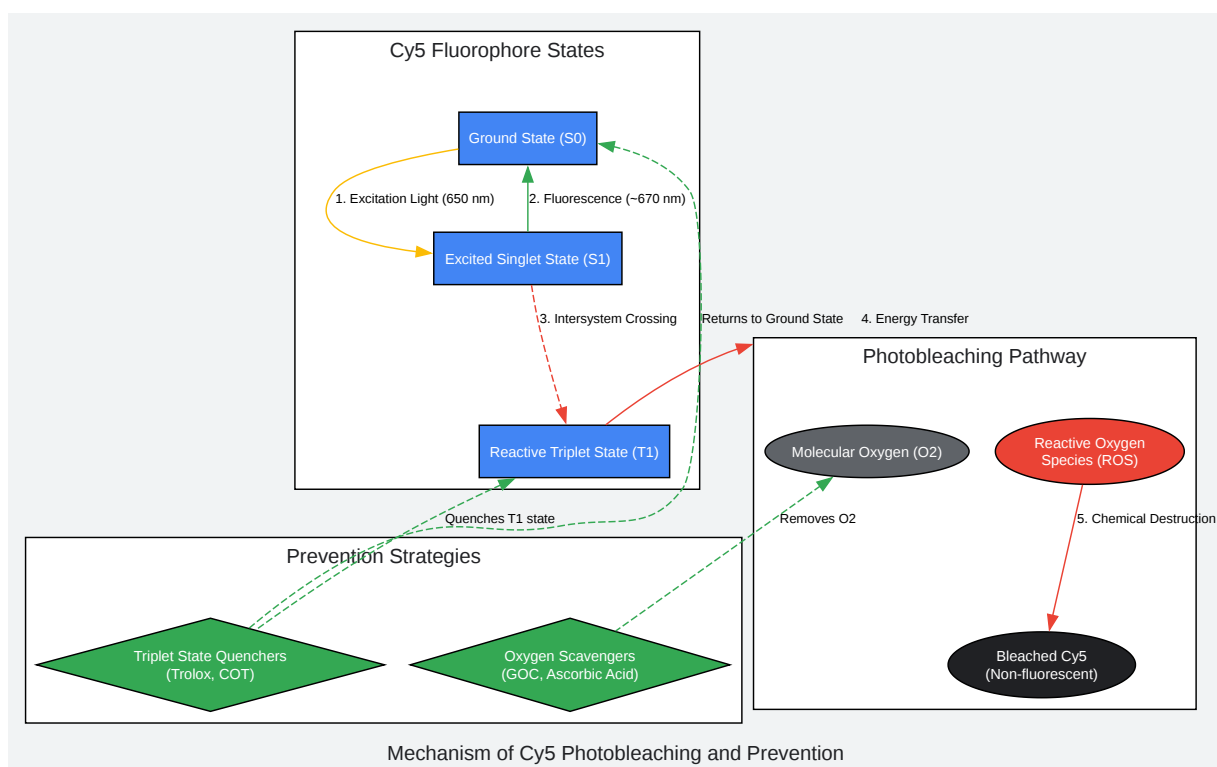 Cy5 Fluorophore States
Ground State (S0)
1. Excitation Light (650 nm)
2. Fluorescence (~670 nm)
Excited Singlet State (S1)
3. Intersystem Crossing
Returns to Ground State
4. Energy Transfer
Photobleaching Pathway
Reactive Triplet State (T1)
Molecular Oxygen (O2)
Reactive Oxygen
Species (ROS)
Quenches T1 state
Removes O2
5. Chemical Destruction
Prevention Strategies
Triplet State Quenchers
(Trolox, COT)
Oxygen Scavengers
(GOC, Ascorbic Acid)
Bleached Cy5
(Non-fluorescent)
Mechanism of Cy5 Photobleaching and Prevention